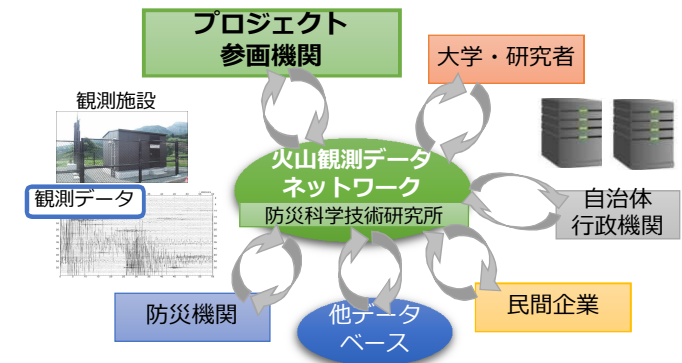 プロジェクト
参画機関
大学・研究者
観測施設
火山観測データ
ネットワーク
防災科学技術研究所
観測データ
自治体
行政機関
防災機関
他データ
ベース
民間企業